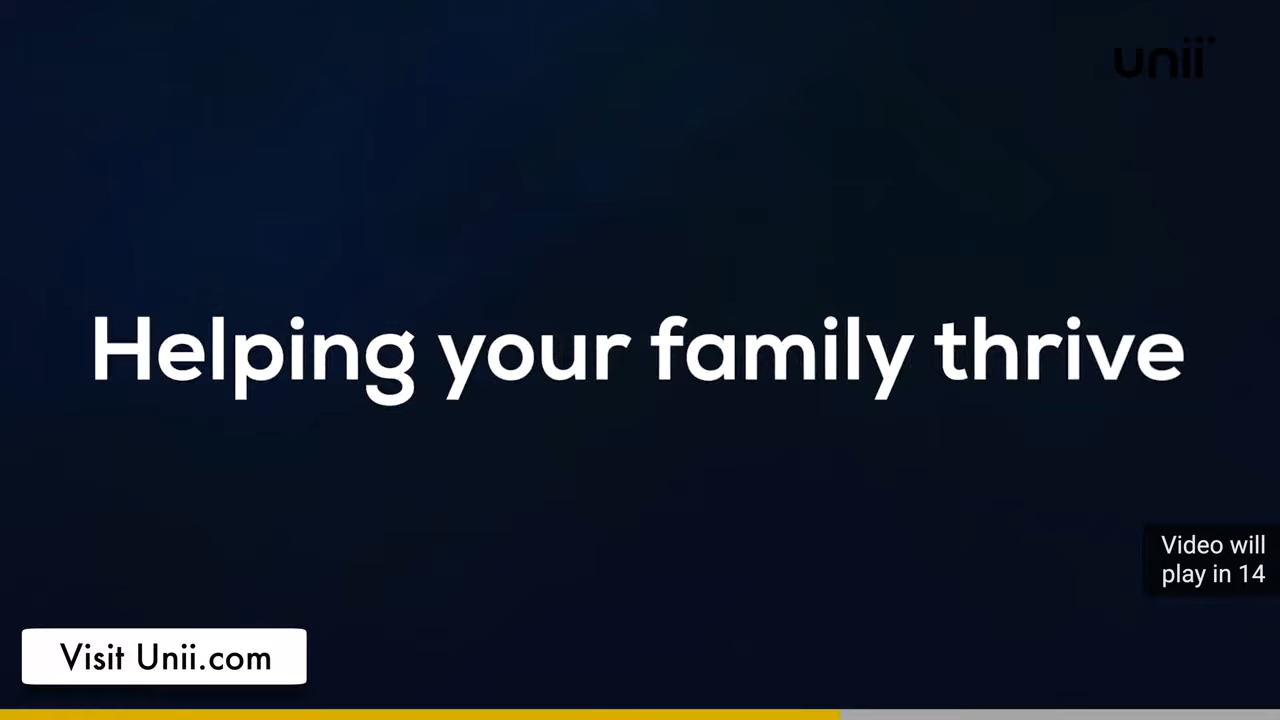 unii
Helping your family thrive
Video will
play in 14
Visit Unii.com